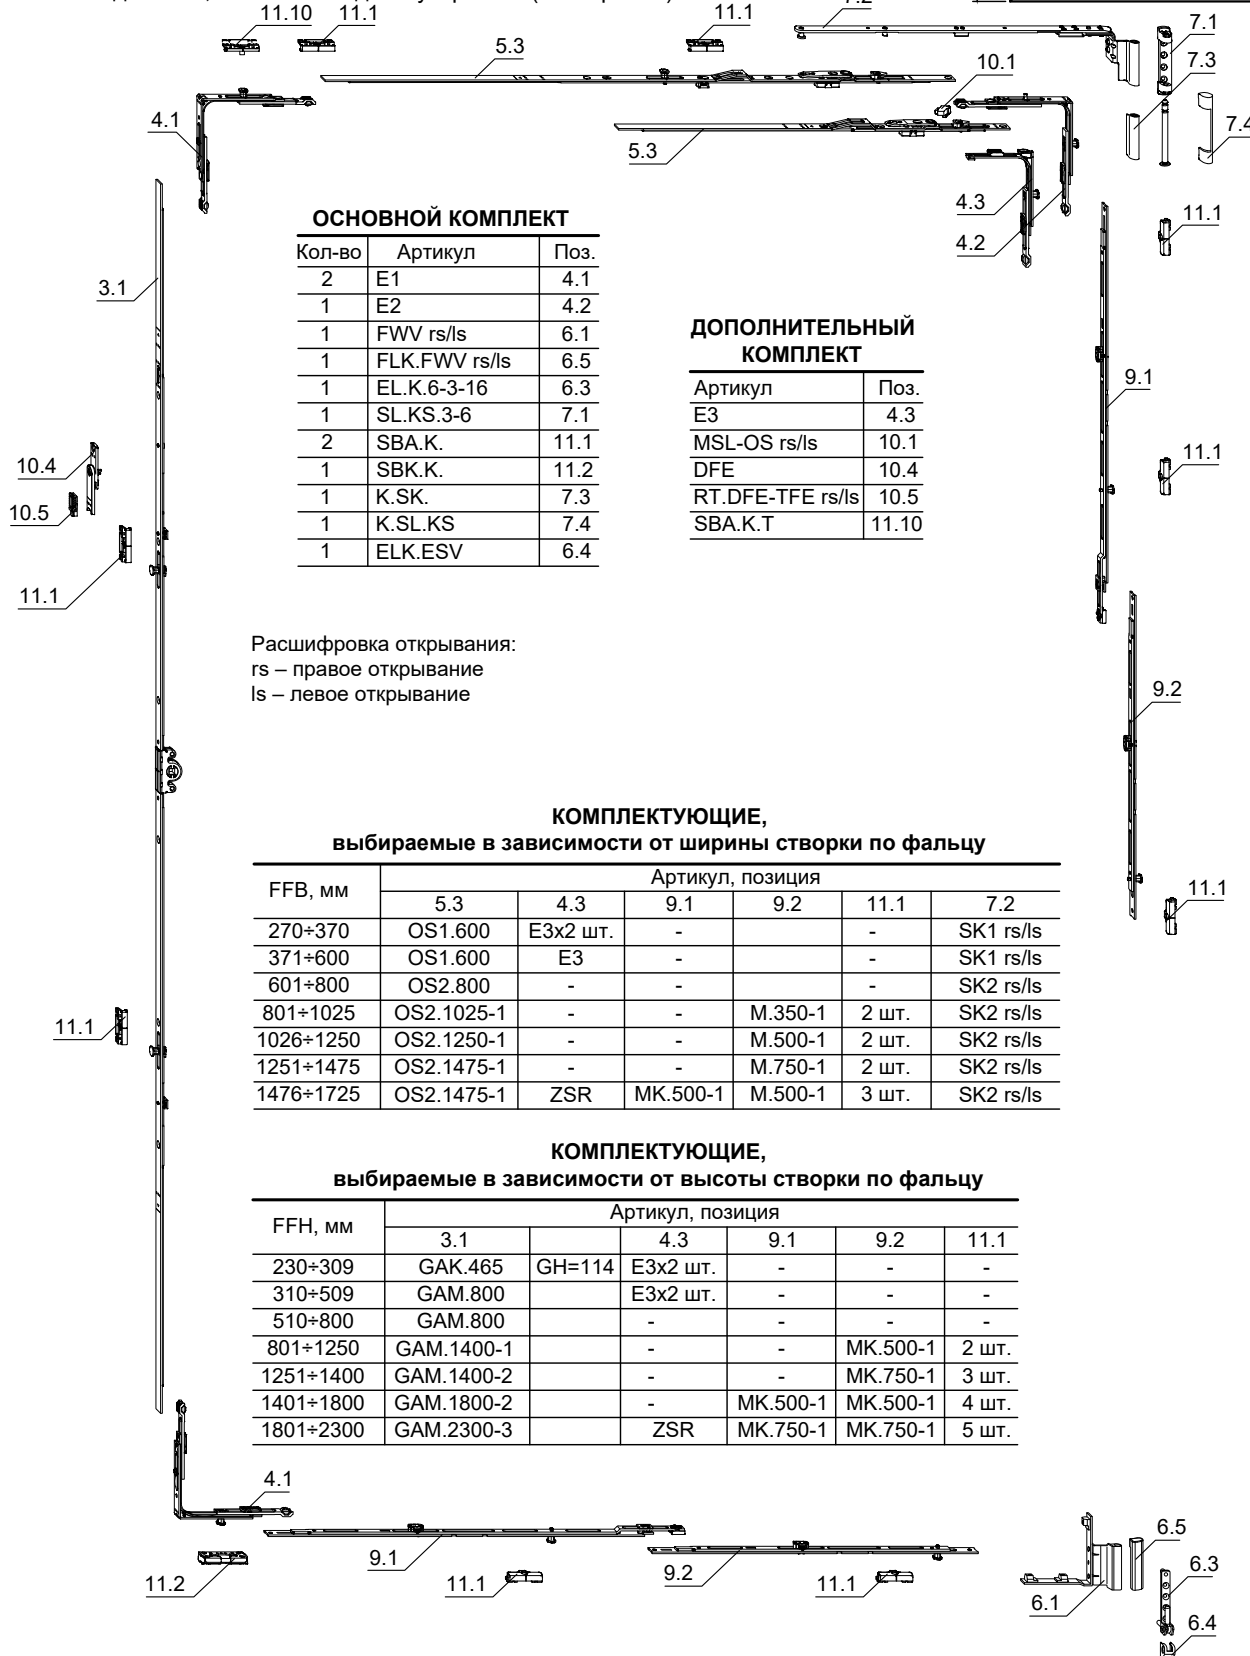 11.10
11.1
5.3
11.1
7.2
7.1
7.3
10.1
4.1
5.3
7.4
4.3
4.2
11.1
3.1
ОСНОВНОЙ КОМПЛЕКТ
Кол-во Артикул Поз.
2 E1 4.1
1 E2 4.2
1 FWV rs/ls 6.1
1 FLK.FWV rs/ls 6.5
1 EL.K.6-3-16 6.3
1 SL.KS.3-6 7.1
2 SBA.K. 11.1
1 SBK.K. 11.2
1 K.SK. 7.3
1 K.SL.KS 7.4
1 ELK.ESV 6.4
ДОПОЛНИТЕЛЬНЫЙ
КОМПЛЕКТ
Артикул Поз.
E3 4.3
MSL-OS rs/ls 10.1
DFE 10.4
RT.DFE-TFE rs/ls 10.5
SBA.K.T 11.10
9.1
10.4
10.5
11.1
11.1
Расшифровка открывания:
rs – правое открывание
ls – левое открывание
9.2
КОМПЛЕКТУЮЩИЕ,
выбираемые в зависимости от ширины створки по фальцу
FFB, мм Артикул, позиция
5.3 4.3 9.1 9.2 11.1 7.2
270÷370 OS1.600 E3x2 шт. - - SK1 rs/ls
371÷600 OS1.600 E3 - - SK1 rs/ls
601÷800 OS2.800 - - - SK2 rs/ls
801÷1025 OS2.1025-1 - - M.350-1 2 шт. SK2 rs/ls
1026÷1250 OS2.1250-1 - - M.500-1 2 шт. SK2 rs/ls
1251÷1475 OS2.1475-1 - - M.750-1 2 шт. SK2 rs/ls
1476÷1725 OS2.1475-1 ZSR MK.500-1 M.500-1 3 шт. SK2 rs/ls
11.1
11.1
КОМПЛЕКТУЮЩИЕ,
выбираемые в зависимости от высоты створки по фальцу
FFH, мм Артикул, позиция
3.1 4.3 9.1 9.2 11.1
230÷309 GAK.465 GH=114 E3x2 шт. - - -
310÷509 GAM.800 E3x2 шт. - - -
510÷800 GAM.800 - - - -
801÷1250 GAM.1400-1 - - MK.500-1 2 шт.
1251÷1400 GAM.1400-2 - - MK.750-1 3 шт.
1401÷1800 GAM.1800-2 - MK.500-1 MK.500-1 4 шт.
1801÷2300 GAM.2300-3 ZSR MK.750-1 MK.750-1 5 шт.
4.1
9.1
9.2
11.2
11.1
11.1
6.1
6.5
6.3
6.4